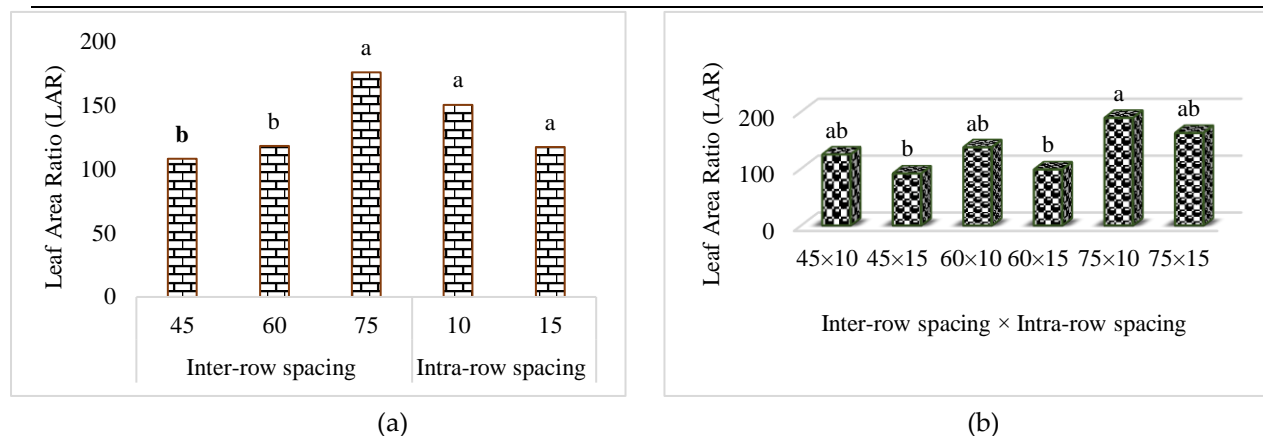 Leaf Area Ratio (LAR)
200
150
100
50
0
b
b
a
a
a
45 60 75 10 15
Inter-row spacing Intra-row spacing
(a)
Leaf Area Ratio (LAR)
200
100
0
ab
b
ab
b
a
ab
45×10 45×15 60×10 60×15 75×10 75×15
Inter-row spacing × Intra-row spacing
(b)